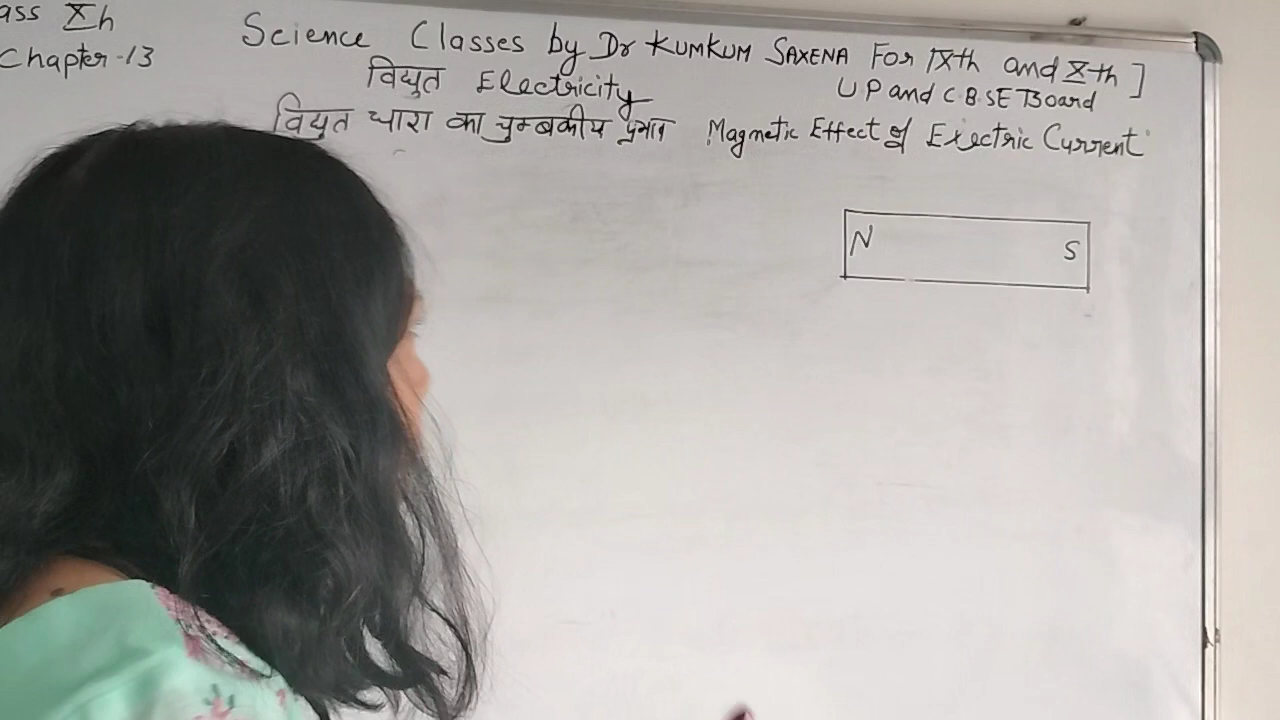 ass Xh
Chapter-13
Science Classes by Dr KUMKUM SAXENA For IXth and Xth ]
विद्युत Electricity
UP and CBSE Board
विद्युत धारा का चुम्बकीय प्रभाव Magnetic Effect of Electric Current
N S